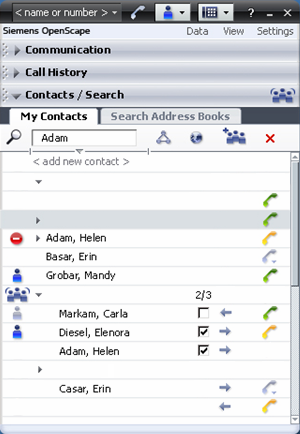 < name or number >
? _ x
Siemens OpenScape Data View Settings
Communication
Call History
Contacts / Search
My Contacts Search Address Books
Adam
< add new contact >
Adam, Helen
Basar, Erin
Grobar, Mandy
2/3
Markam, Carla
Diesel, Elenora
Adam, Helen
Casar, Erin